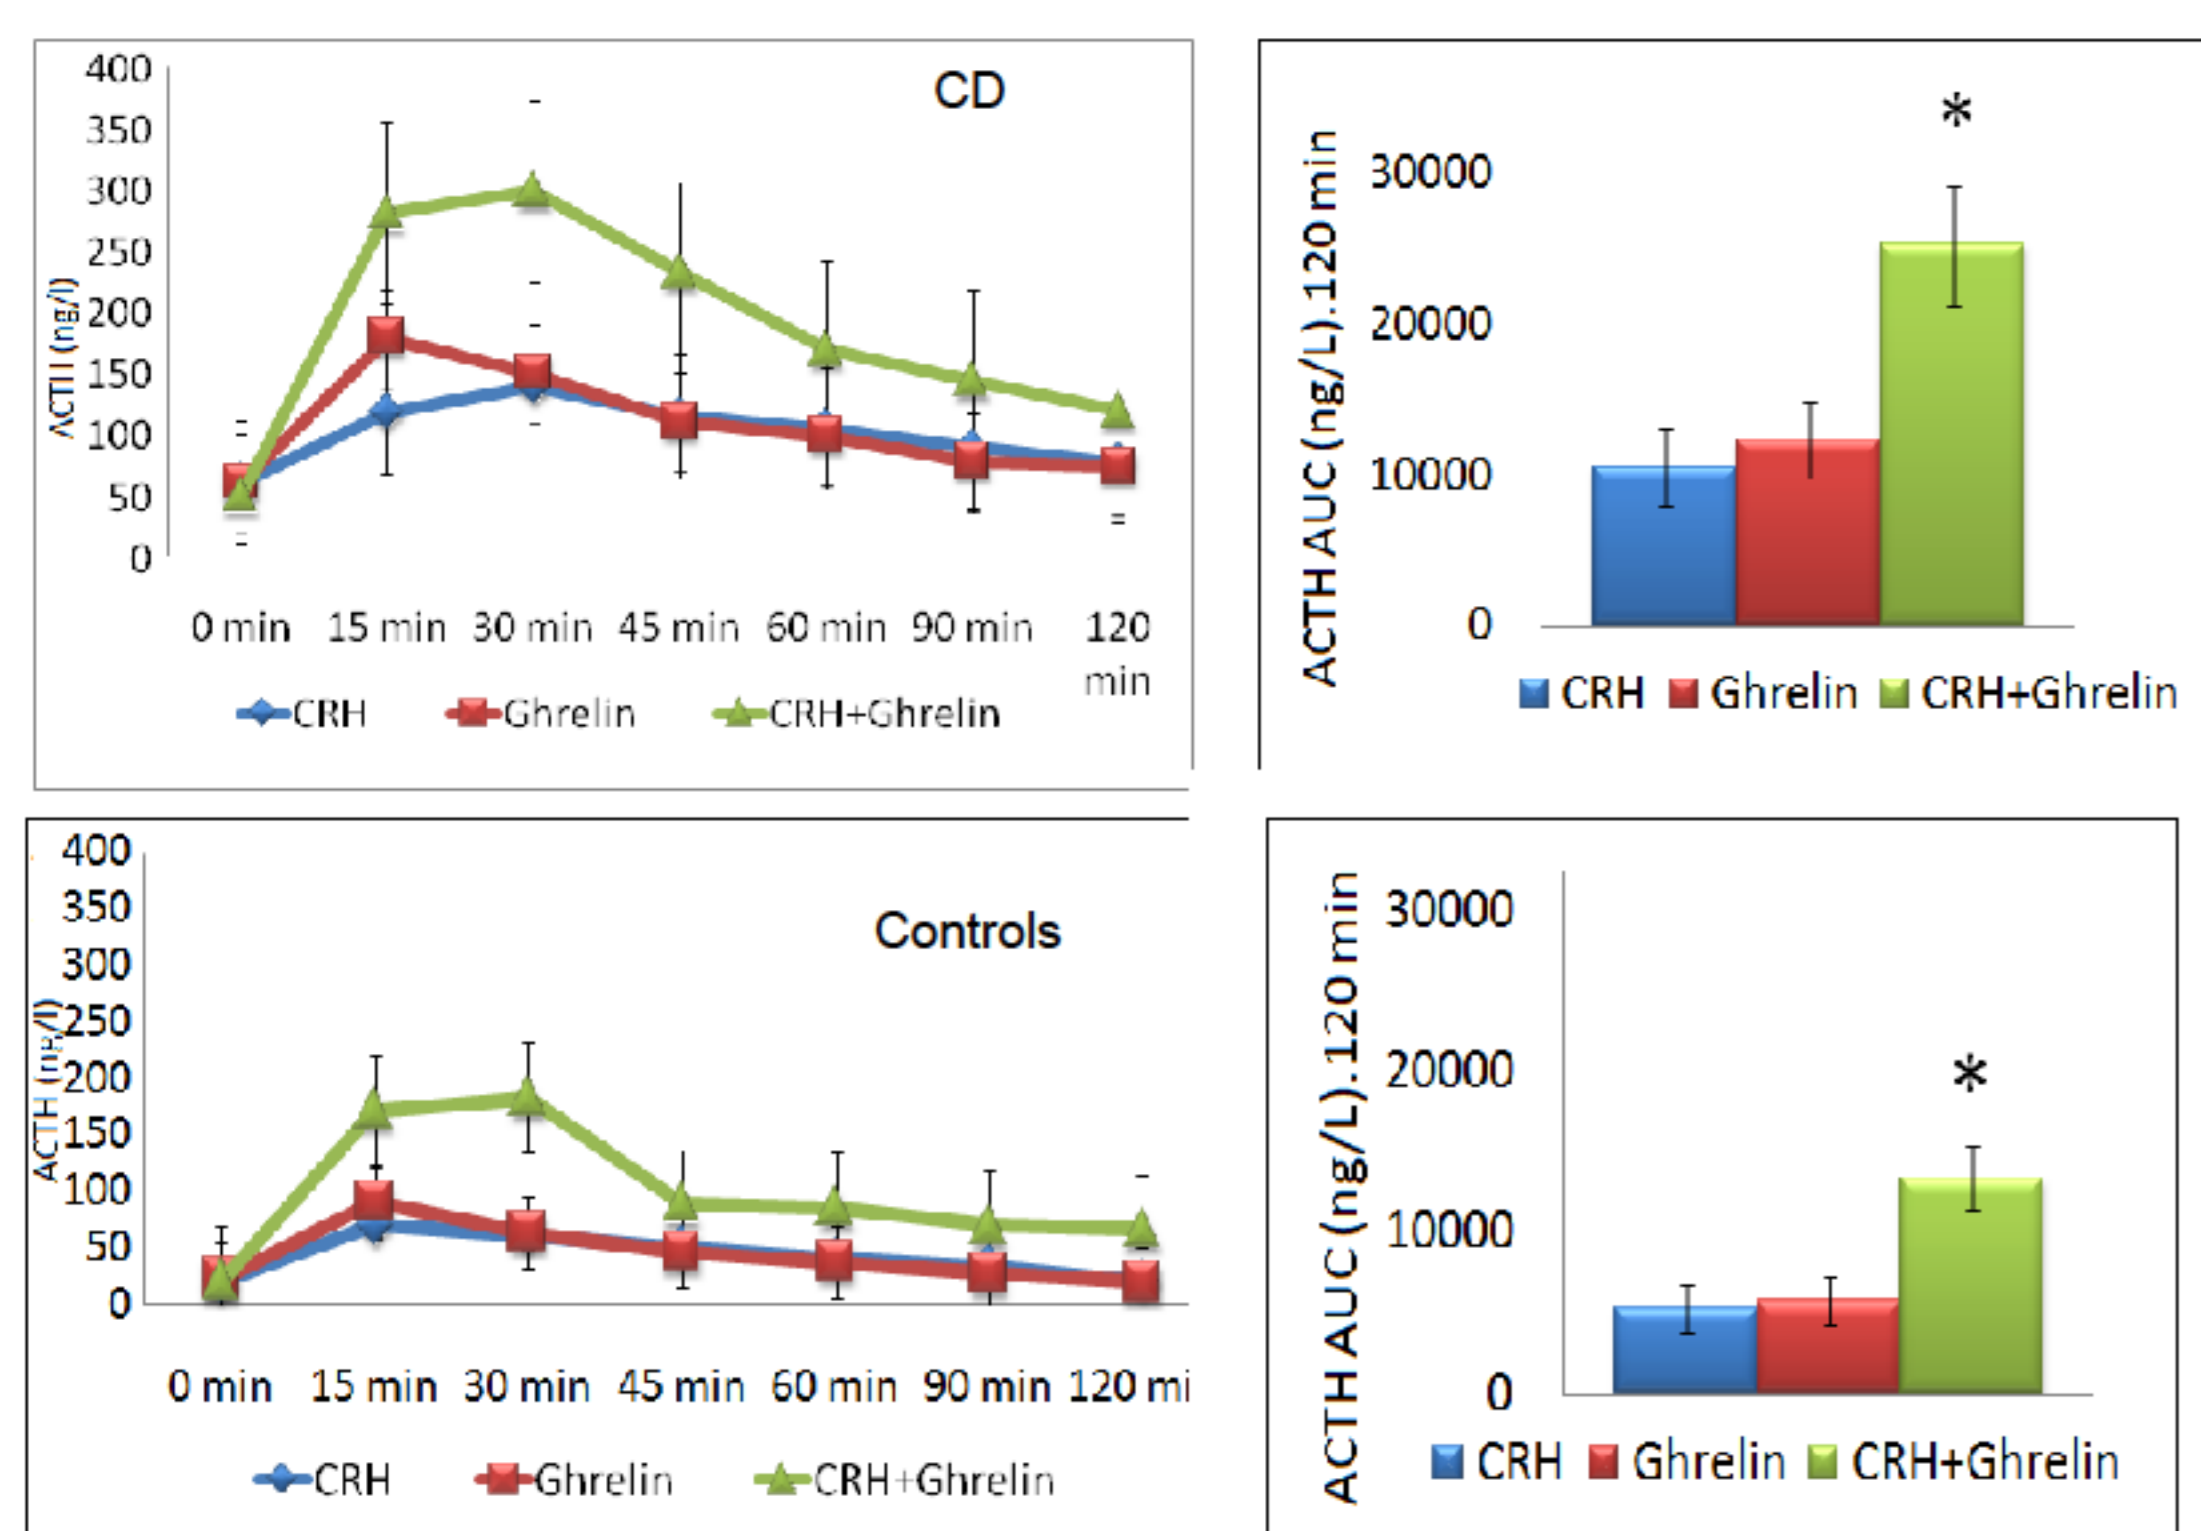 CD
ACTH (ng/l)
400
350
300
250
200
150
100
50
0
0 min 15 min 30 min 45 min 60 min 90 min 120
min
CRH Ghrelin CRH+Ghrelin
*
ACTH AUC (ng/L).120 min
30000
20000
10000
0
CRH Ghrelin CRH+Ghrelin
Controls
ACTH (ng/l)
400
350
300
250
200
150
100
50
0
0 min 15 min 30 min 45 min 60 min 90 min 120 mi
CRH Ghrelin CRH+Ghrelin
*
ACTH AUC (ng/L).120 min
30000
20000
10000
0
CRH Ghrelin CRH+Ghrelin